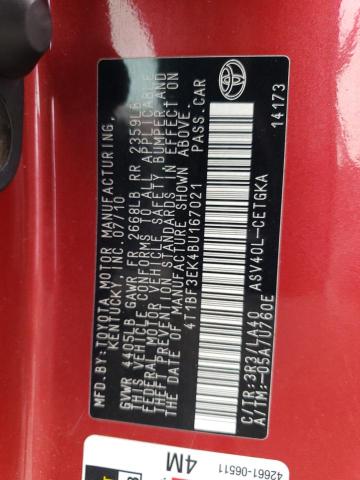 MFD.BY:TOYOTA MOTOR MANUFACTURING,
KENTUCKY, INC. 07/10
GVWR 4405LB GAWR FR 2668LB RR 2359LB
THIS VEHICLE CONFORMS TO ALL APPLICABLE
FEDERAL MOTOR VEHICLE SAFETY, BUMPER AND
THEFT PREVENTION STANDARDS IN EFFECT ON
THE DATE OF MANUFACTURE SHOWN ABOVE.
4T1BF3EK4BU167021 PASS.CAR
C/TR:3R3/LA40 ASV40L-CETGKA
A/TM:-03A/U760E
14173
42661-06511
4M